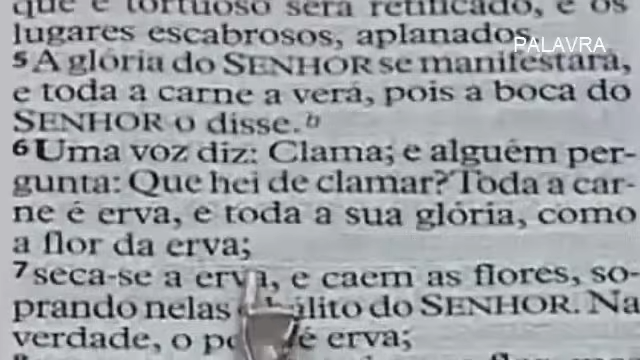 que é tortuoso será retificado, e os
lugares escabrosos, aplanados
PALAVRA
5 A glória do SENHOR se manifestará,
e toda a carne a verá, pois a boca do
SENHOR o disse.
6 Uma voz diz: Clama; e alguém per-
gunta: Que hei de clamar? Toda a car-
ne é erva, e toda a sua glória, como
a flor da erva;
7 seca-se a erva, e caem as flores, so-
prando nelas hálito do SENHOR. Na
verdade, o é erva;